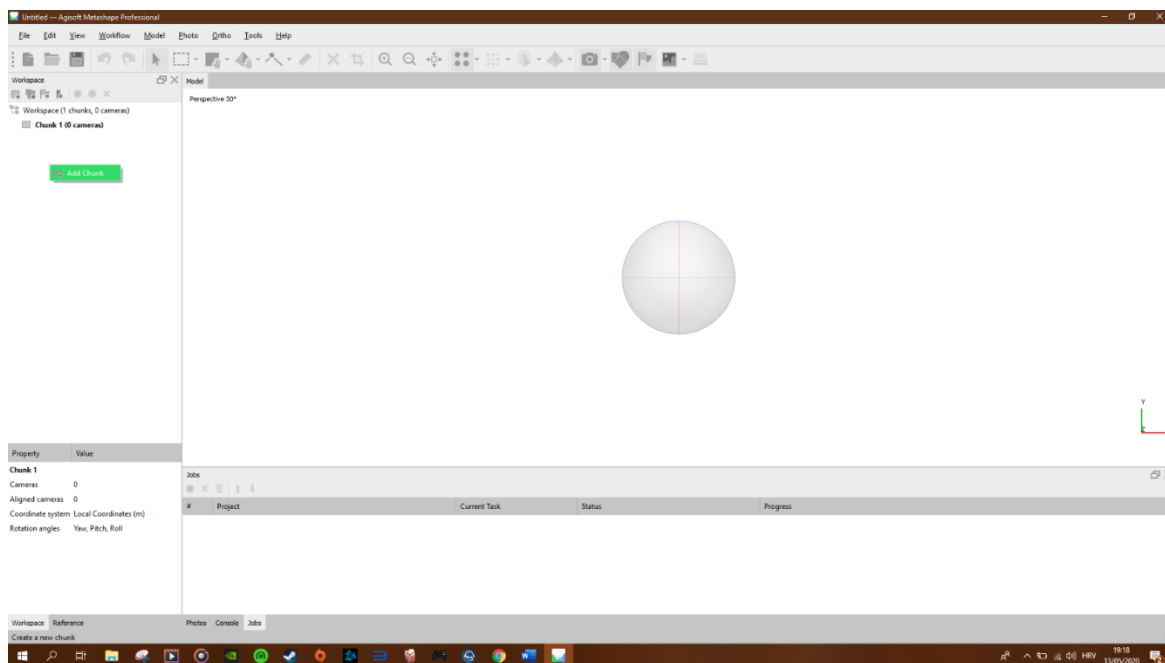 Untitled — Agisoft Metashape Professional
File Edit View Workflow Model Photo Ortho Tools Help
Workspace
Model
Workspace (1 chunks, 0 cameras)
Chunk 1 (0 cameras)
Add Chunk
Perspective 30°
Y
Z
Property Value
Chunk 1
Cameras 0
Aligned cameras 0
Coordinate system Local Coordinates (m)
Rotation angles Yaw, Pitch, Roll
Jobs
# Project Current Task Status Progress
Workspace Reference
Photos Console Jobs
Create a new chunk
HRV
19:18
13/05/2020